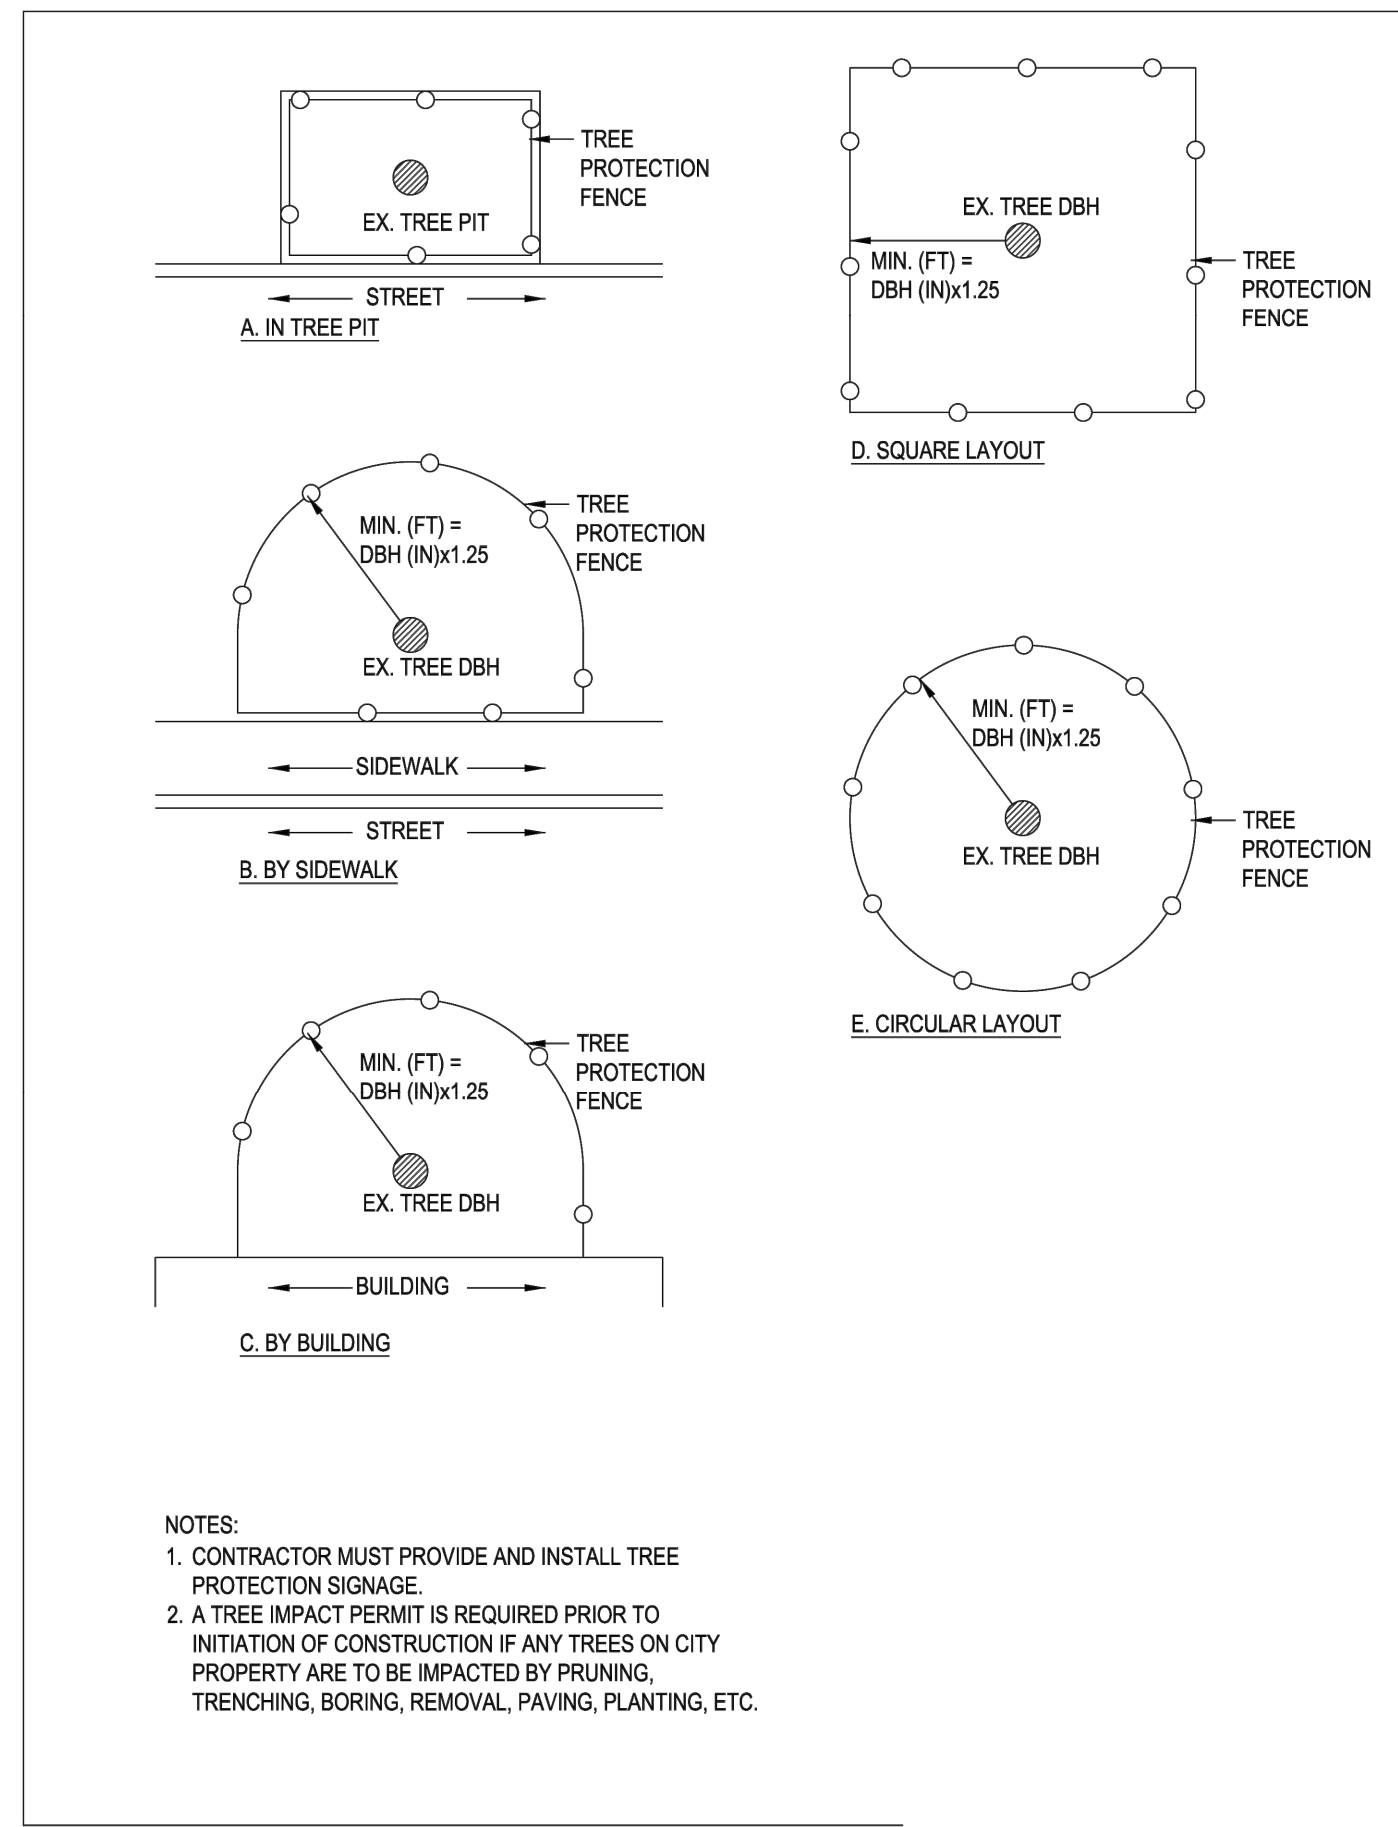 TREE
PROTECTION
FENCE
EX. TREE PIT
STREET
A. IN TREE PIT
MIN. (FT) =
DBH (IN)x1.25
TREE
PROTECTION
FENCE
EX. TREE DBH
SIDEWALK
STREET
B. BY SIDEWALK
MIN. (FT) =
DBH (IN)x1.25
TREE
PROTECTION
FENCE
EX. TREE DBH
BUILDING
C. BY BUILDING
EX. TREE DBH
MIN. (FT) =
DBH (IN)x1.25
TREE
PROTECTION
FENCE
D. SQUARE LAYOUT
MIN. (FT) =
DBH (IN)x1.25
EX. TREE DBH
TREE
PROTECTION
FENCE
E. CIRCULAR LAYOUT
NOTES:
1. CONTRACTOR MUST PROVIDE AND INSTALL TREE
PROTECTION SIGNAGE.
2. A TREE IMPACT PERMIT IS REQUIRED PRIOR TO
INITIATION OF CONSTRUCTION IF ANY TREES ON CITY
PROPERTY ARE TO BE IMPACTED BY PRUNING,
TRENCHING, BORING, REMOVAL, PAVING, PLANTING, ETC.